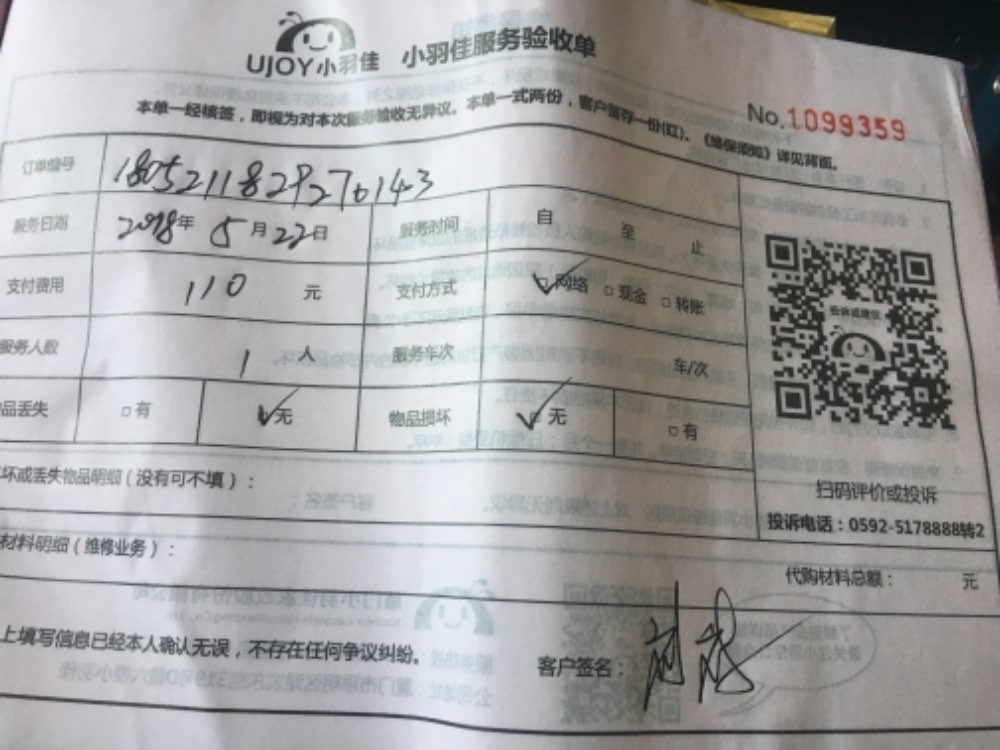 UJOY小羽佳 小羽佳服务验收单
No.1099359
本单一经核签，即视为对本次服务验收无异议。本单一式两份，客户留存一份(红)。《维保须知》详见背面。
订单编号 1805211829276143
服务日期 2018年 5月 22日 服务时间 自 至 止
支付费用 110 元 支付方式 ☑网络 □现金 □转账
服务人数 1 人 服务车次 车/次
品丢失 □有 ☑无 物品损坏 ☑无 □有
投诉或建议
扫码评价或投诉
投诉电话：0592-5178888转2
坏或丢失物品明细（没有可不填）：
材料明细（维修业务）：
代购材料总额： 元
上填写信息已经本人确认无误，不存在任何争议纠纷。
客户签名：